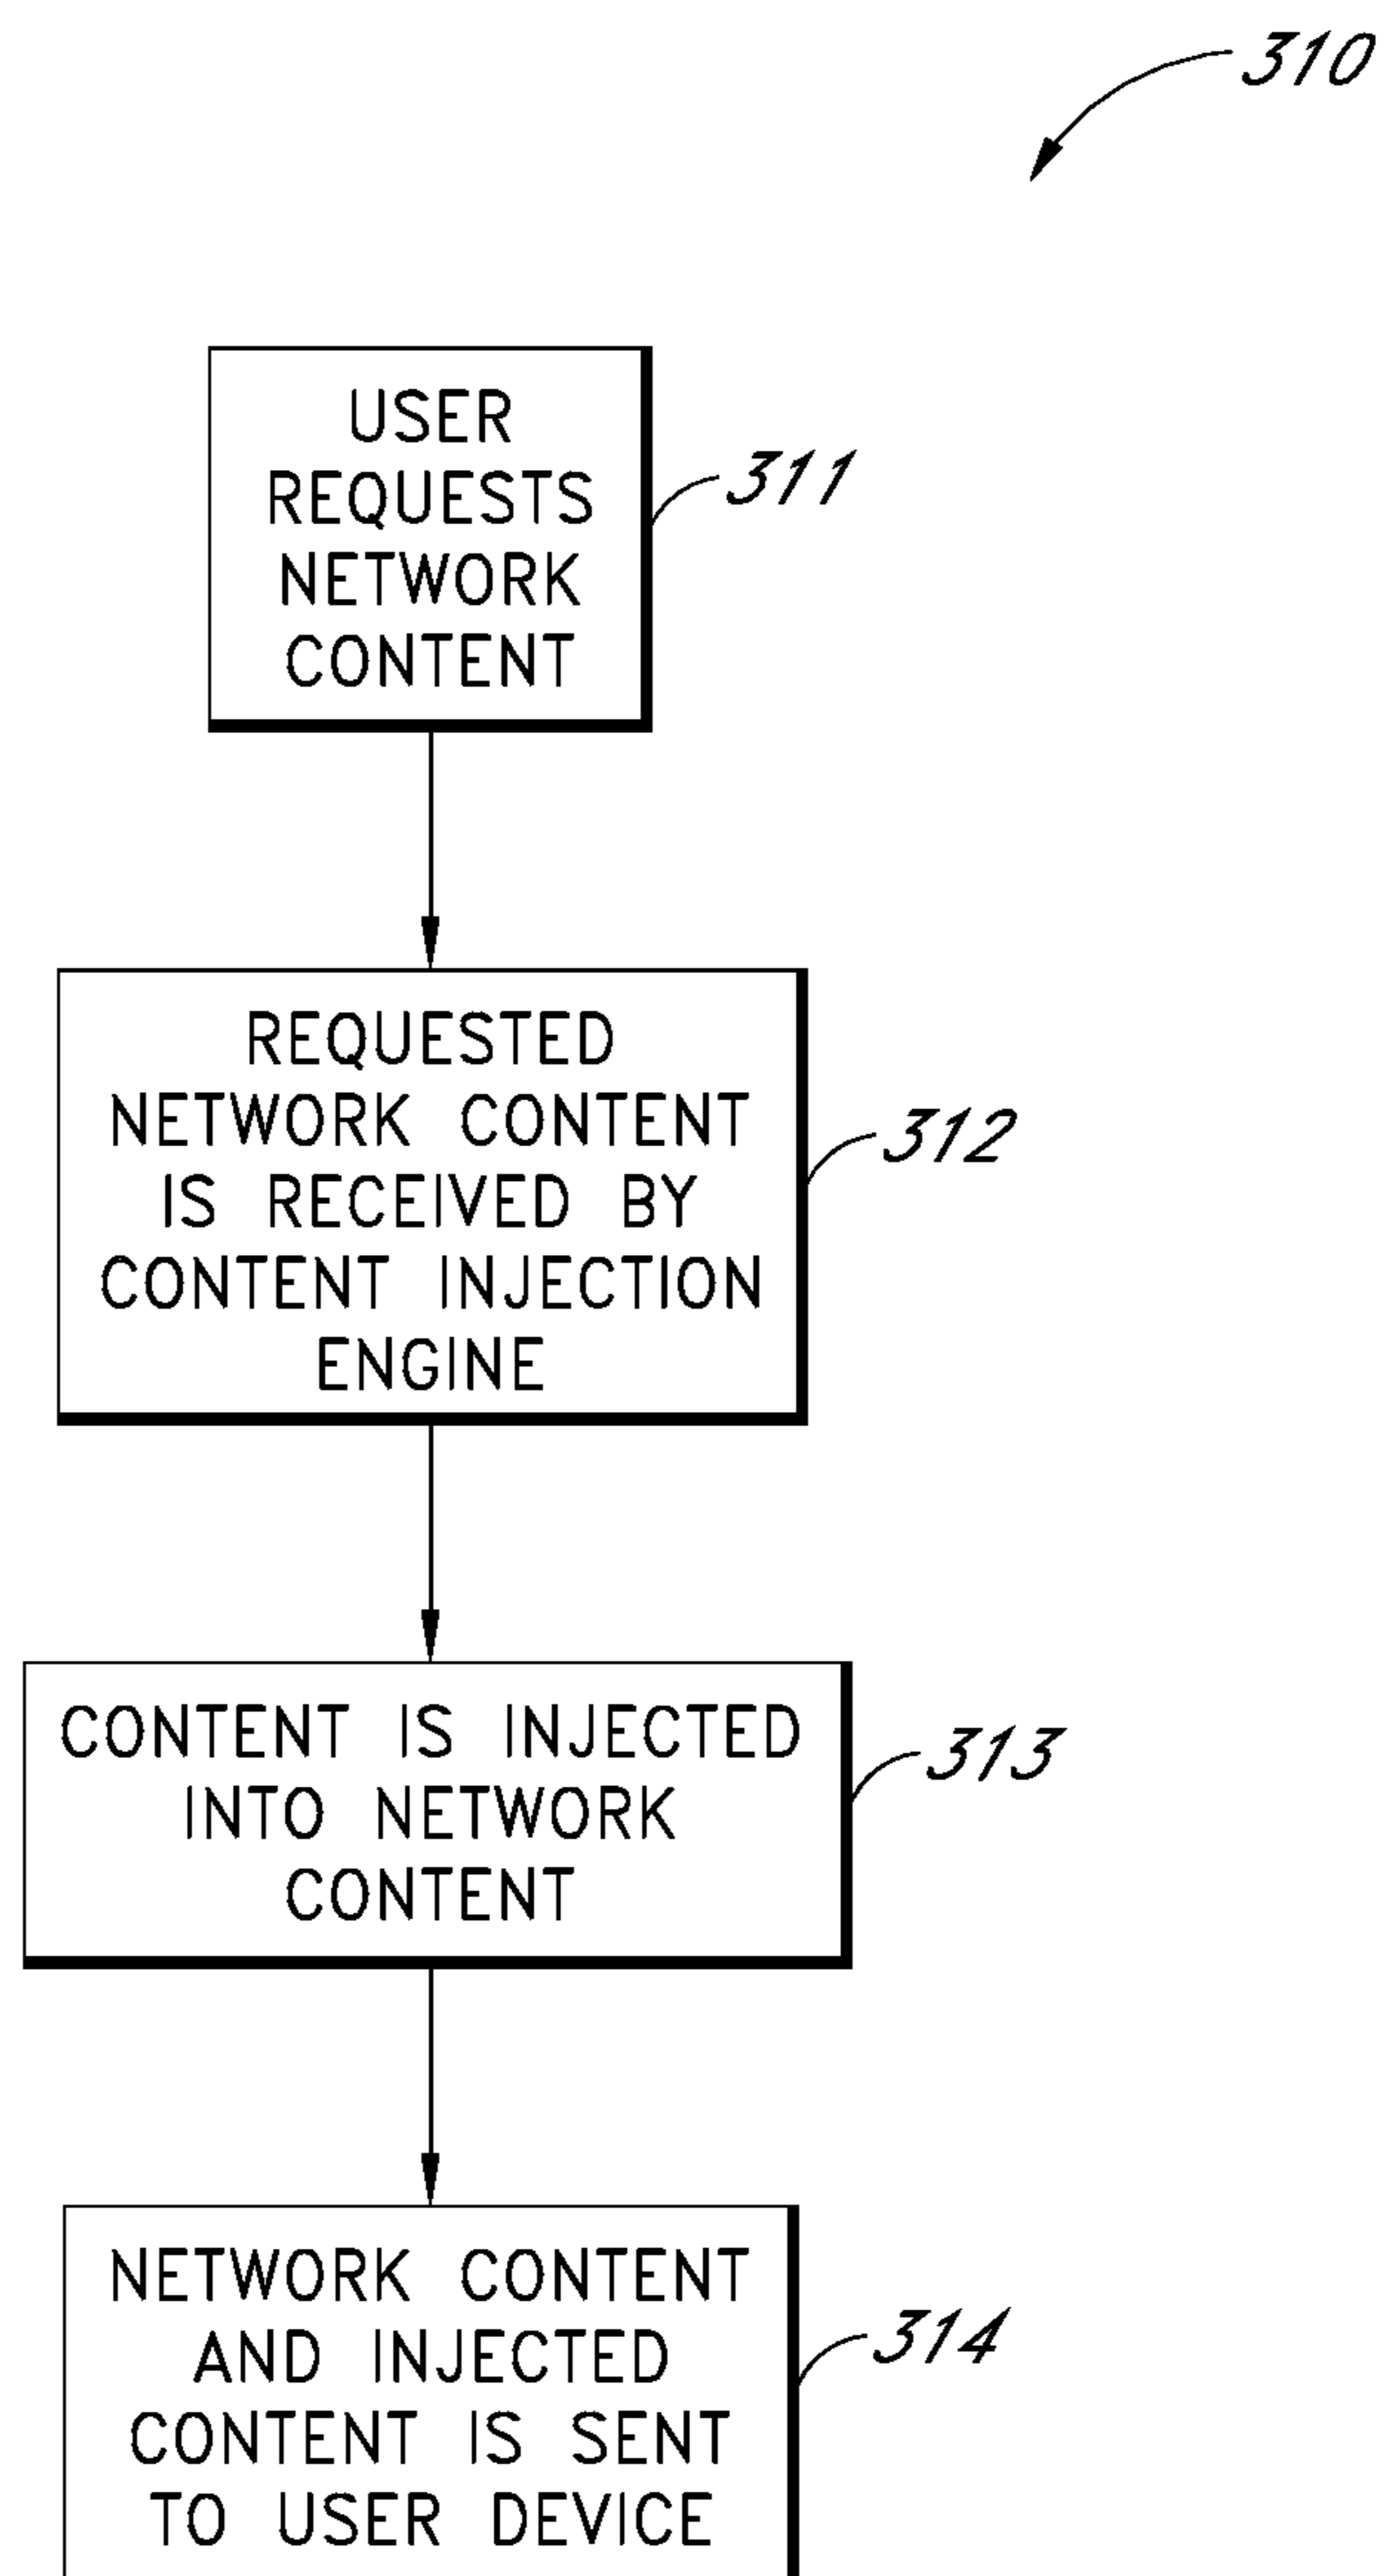 310
USER
REQUESTS
NETWORK
CONTENT
311
REQUESTED
NETWORK CONTENT
IS RECEIVED BY
CONTENT INJECTION
ENGINE
312
CONTENT IS INJECTED
INTO NETWORK
CONTENT
313
NETWORK CONTENT
AND INJECTED
CONTENT IS SENT
TO USER DEVICE
314